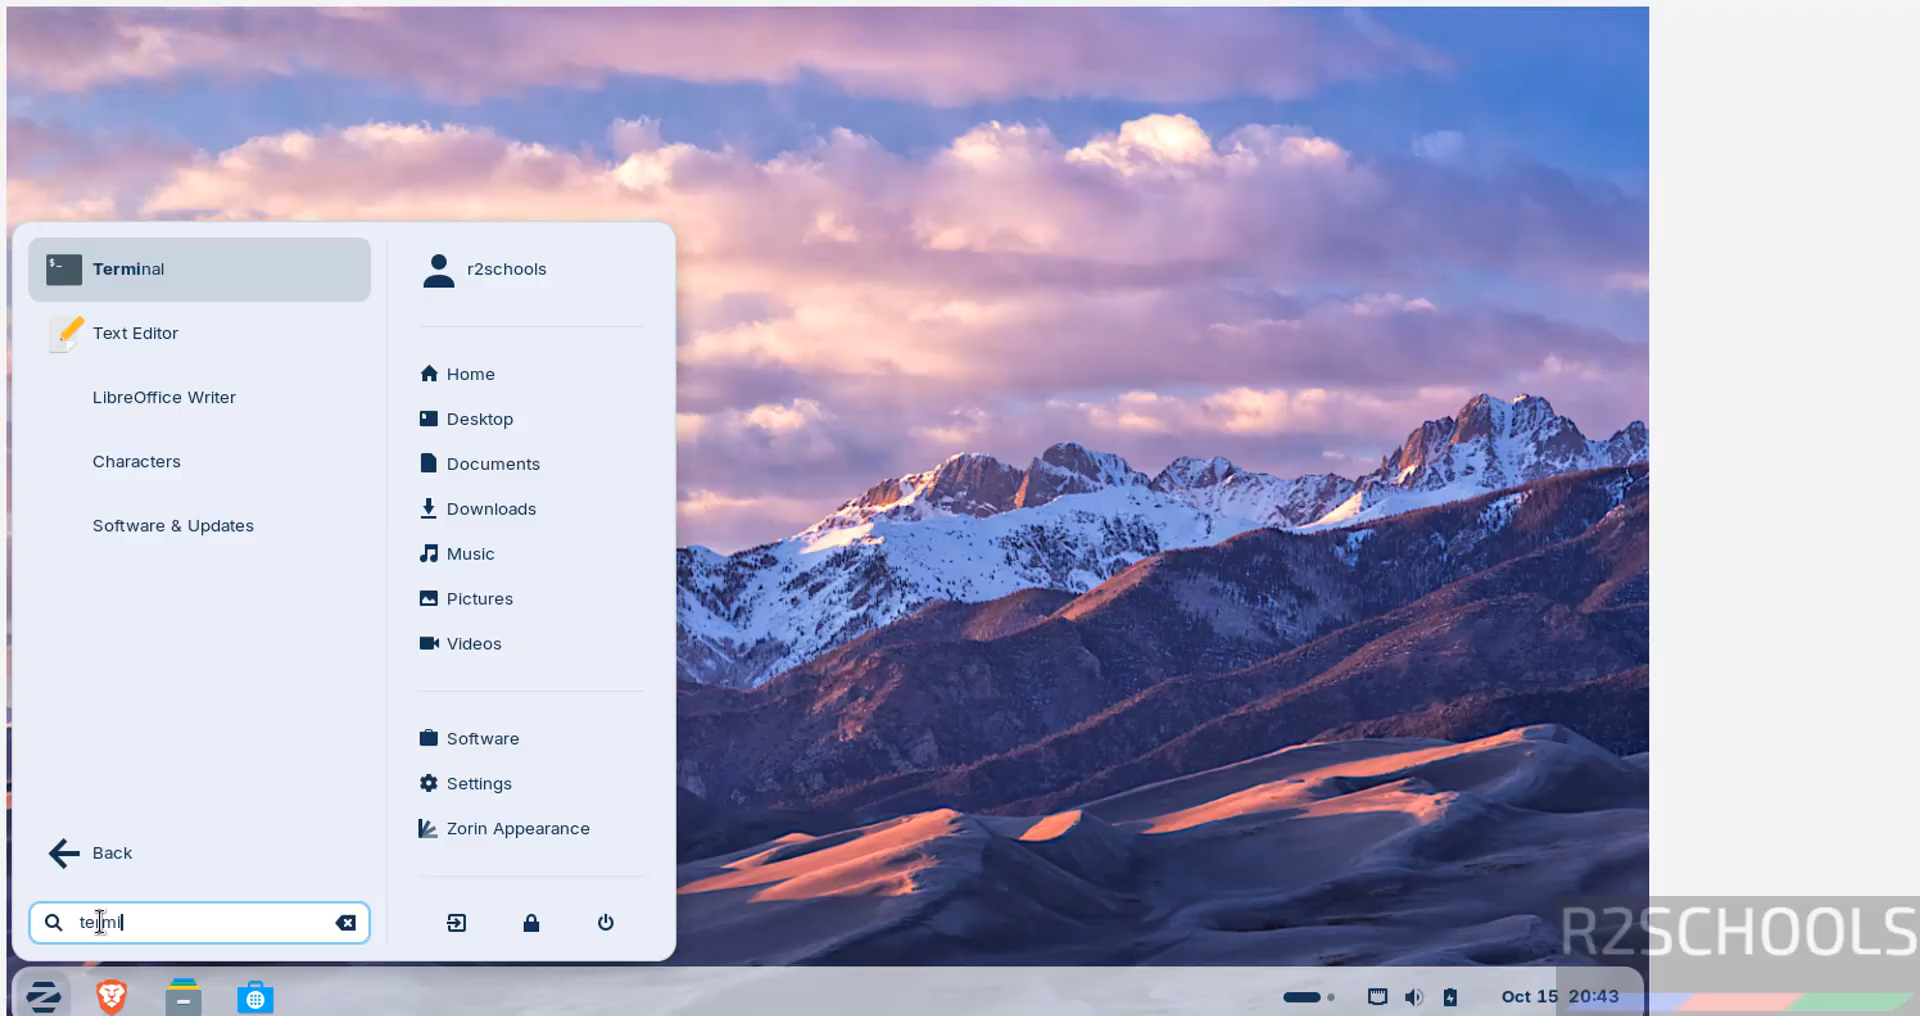 Terminal
Text Editor
LibreOffice Writer
Characters
Software & Updates
Back
termi
r2schools
Home
Desktop
Documents
Downloads
Music
Pictures
Videos
Software
Settings
Zorin Appearance
Oct 15 20:43
R2SCHOOLS